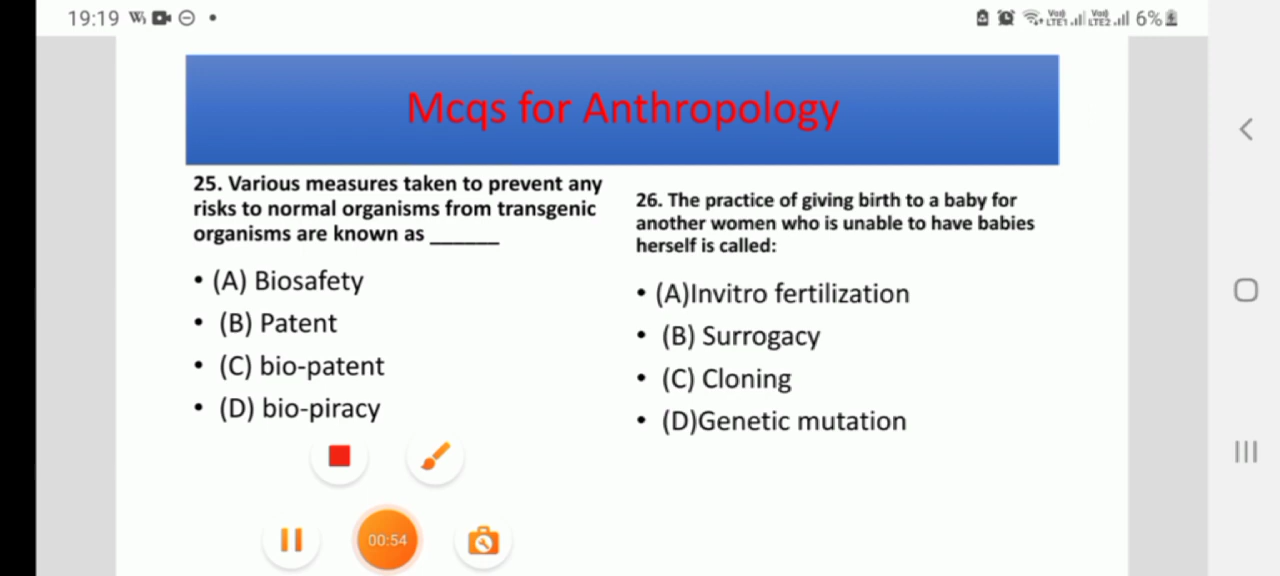 19:19
6%
Mcqs for Anthropology
25. Various measures taken to prevent any
risks to normal organisms from transgenic
organisms are known as ______
• (A) Biosafety
• (B) Patent
• (C) bio-patent
• (D) bio-piracy
26. The practice of giving birth to a baby for
another women who is unable to have babies
herself is called:
• (A)Invitro fertilization
• (B) Surrogacy
• (C) Cloning
• (D)Genetic mutation
00:54